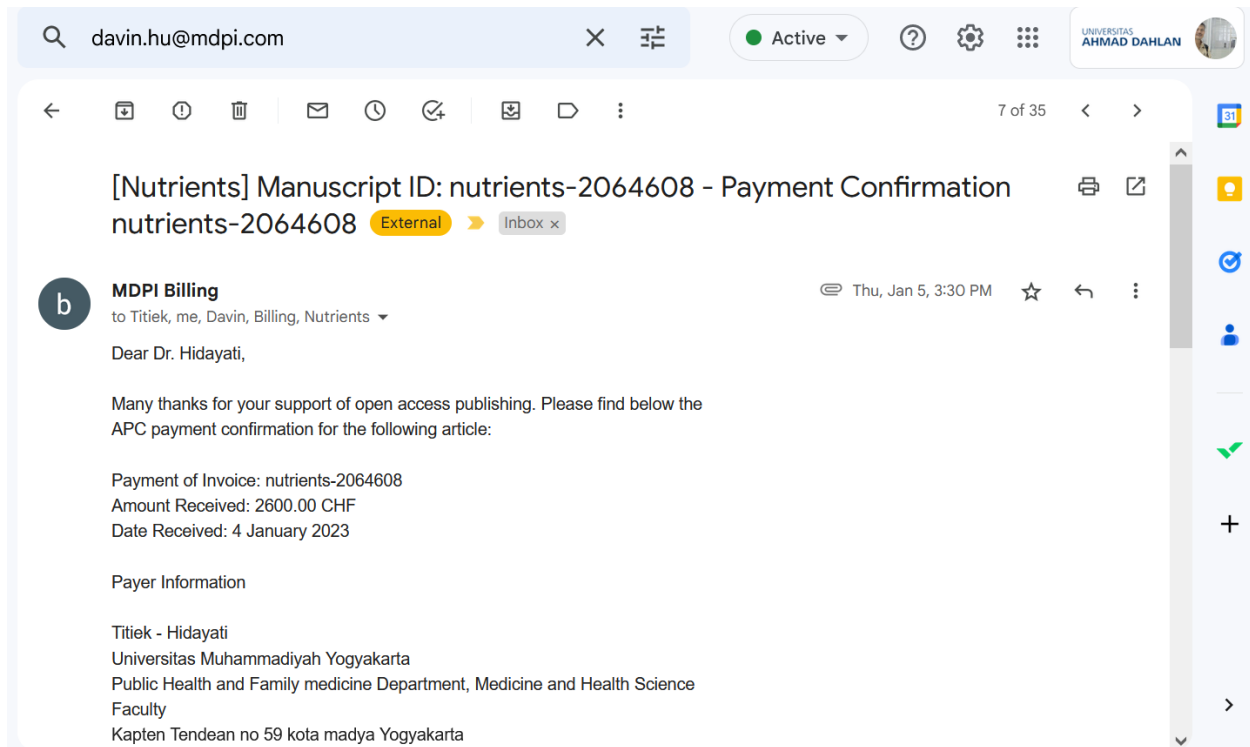 davin.hu@mdpi.com
Active
UNIVERSITAS
AHMAD DAHLAN
7 of 35
31
[Nutrients] Manuscript ID: nutrients-2064608 - Payment Confirmation
nutrients-2064608 External Inbox x
b
MDPI Billing
Thu, Jan 5, 3:30 PM
to Titiek, me, Davin, Billing, Nutrients
Dear Dr. Hidayati,
Many thanks for your support of open access publishing. Please find below the
APC payment confirmation for the following article:
Payment of Invoice: nutrients-2064608
Amount Received: 2600.00 CHF
Date Received: 4 January 2023
Payer Information
Titiek - Hidayati
Universitas Muhammadiyah Yogyakarta
Public Health and Family medicine Department, Medicine and Health Science
Faculty
Kapten Tendean no 59 kota madya Yogyakarta